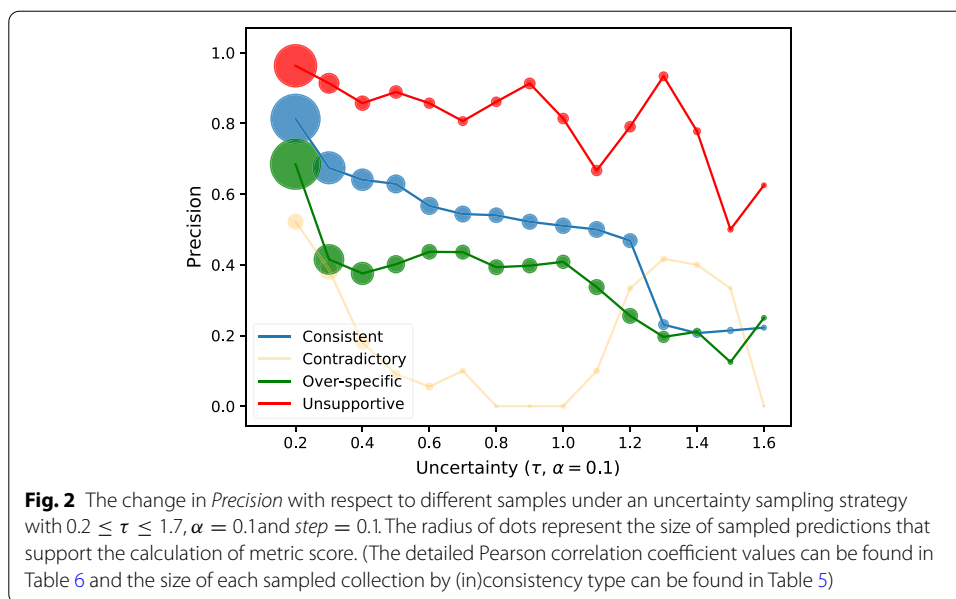 1.0
0.8
0.6
0.4
0.2
0.0
Precision
Consistent
Contradictory
Over-specific
Unsupportive
0.2 0.4 0.6 0.8 1.0 1.2 1.4 1.6
Uncertainty (τ, α = 0.1)
Fig. 2 The change in Precision with respect to different samples under an uncertainty sampling strategy
with 0.2 ≤ τ ≤ 1.7, α = 0.1 and step = 0.1. The radius of dots represent the size of sampled predictions that
support the calculation of metric score. (The detailed Pearson correlation coefficient values can be found in
Table 6 and the size of each sampled collection by (in)consistency type can be found in Table 5)